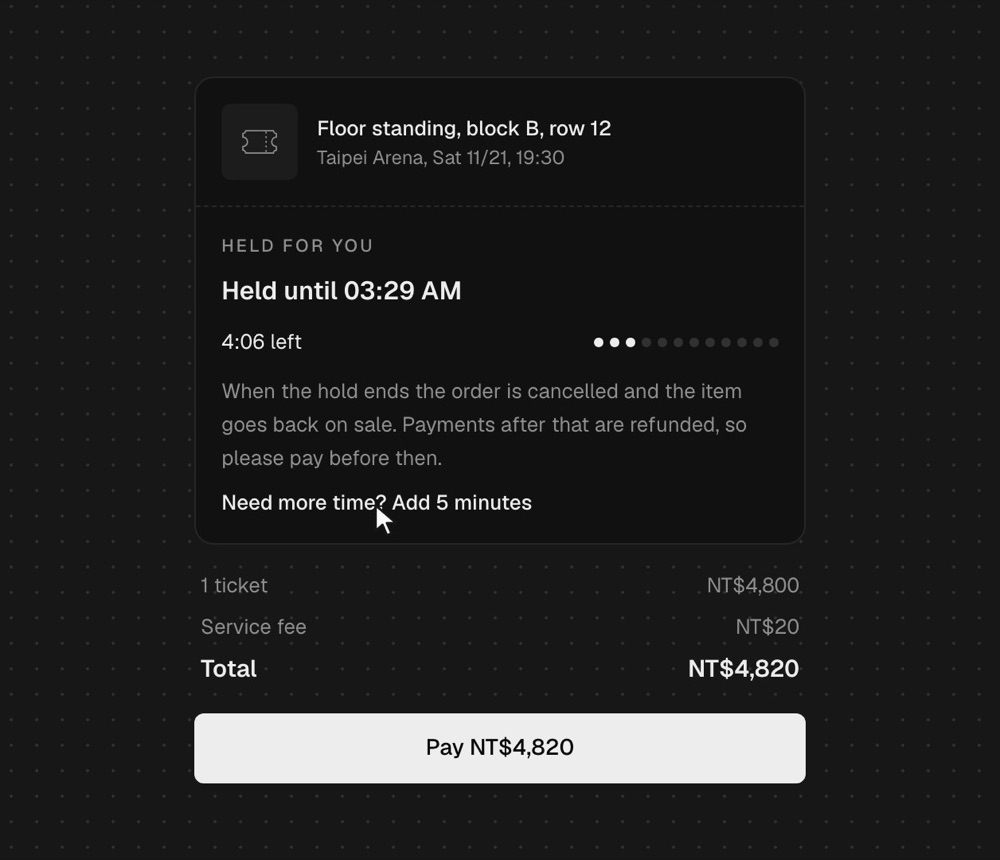 Floor standing, block B, row 12
Taipei Arena, Sat 11/21, 19:30
HELD FOR YOU
Held until 03:29 AM
4:06 left
When the hold ends the order is cancelled and the item
goes back on sale. Payments after that are refunded, so
please pay before then.
Need more time? Add 5 minutes
1 ticket NT$4,800
Service fee NT$20
Total NT$4,820
Pay NT$4,820